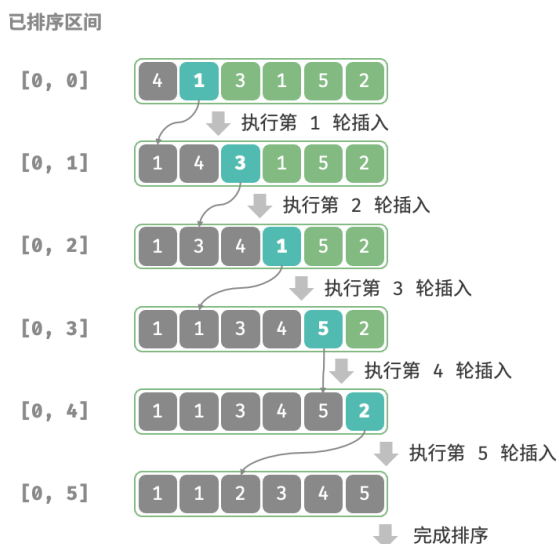 已排序区间
[0, 0] 4 1 3 1 5 2
执行第 1 轮插入
[0, 1] 1 4 3 1 5 2
执行第 2 轮插入
[0, 2] 1 3 4 1 5 2
执行第 3 轮插入
[0, 3] 1 1 3 4 5 2
执行第 4 轮插入
[0, 4] 1 1 3 4 5 2
执行第 5 轮插入
[0, 5] 1 1 2 3 4 5
完成排序